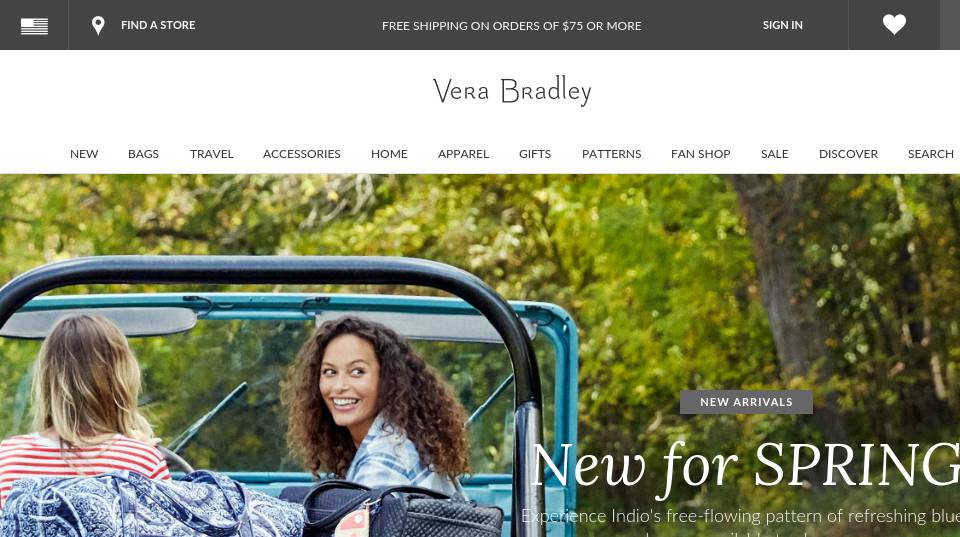 FIND A STORE
FREE SHIPPING ON ORDERS OF $75 OR MORE
SIGN IN
Vera Bradley
NEW BAGS TRAVEL ACCESSORIES HOME APPAREL GIFTS PATTERNS FAN SHOP SALE DISCOVER SEARCH
NEW ARRIVALS
New for SPRING
Experience Indio's free-flowing pattern of refreshing blue